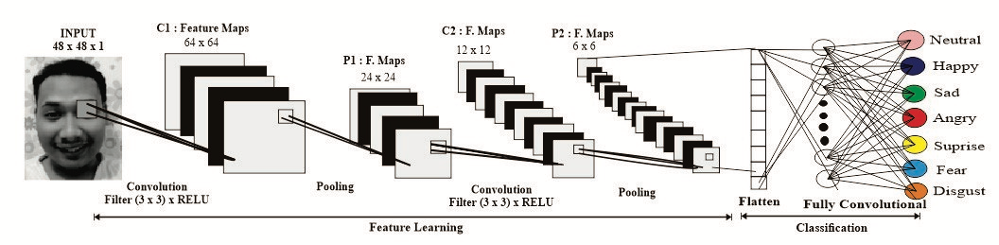 INPUT
48 x 48 x 1
C1 : Feature Maps
64 x 64
P1 : F. Maps
24 x 24
C2 : F. Maps
12 x 12
P2 : F. Maps
6 x 6
Neutral
Happy
Sad
Angry
Suprise
Fear
Disgust
Convolution
Filter (3 x 3) x RELU
Pooling
Convolution
Filter (3 x 3) x RELU
Pooling
Flatten
Fully Convolutional
Feature Learning
Classification